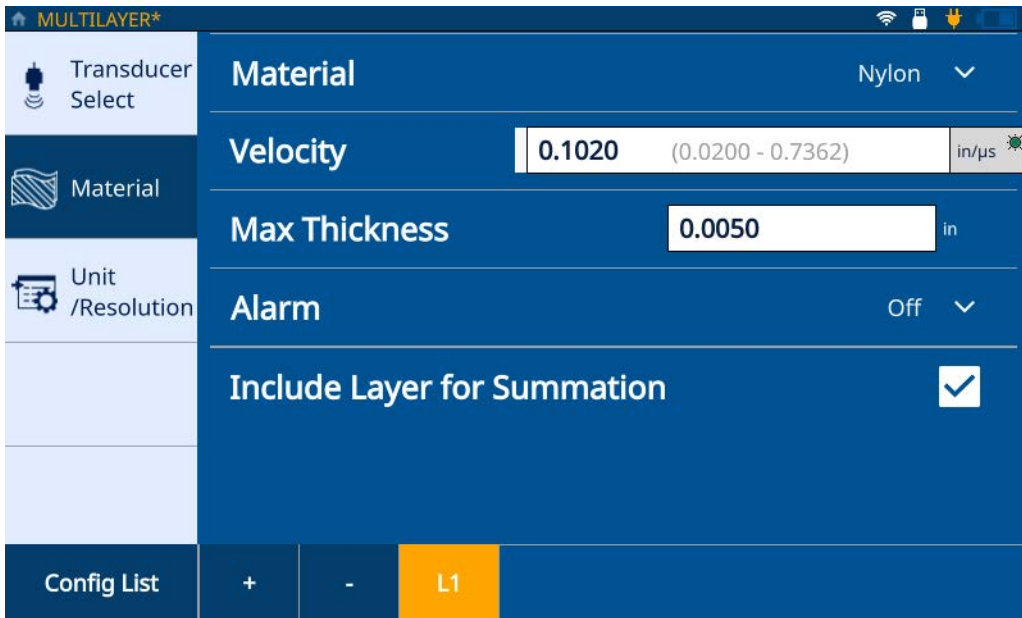 MULTILAYER*
Transducer
Select
Material
Unit
/Resolution
Material Nylon
Velocity 0.1020 (0.0200 - 0.7362) in/µs
Max Thickness 0.0050 in
Alarm Off
Include Layer for Summation
Config List + - L1